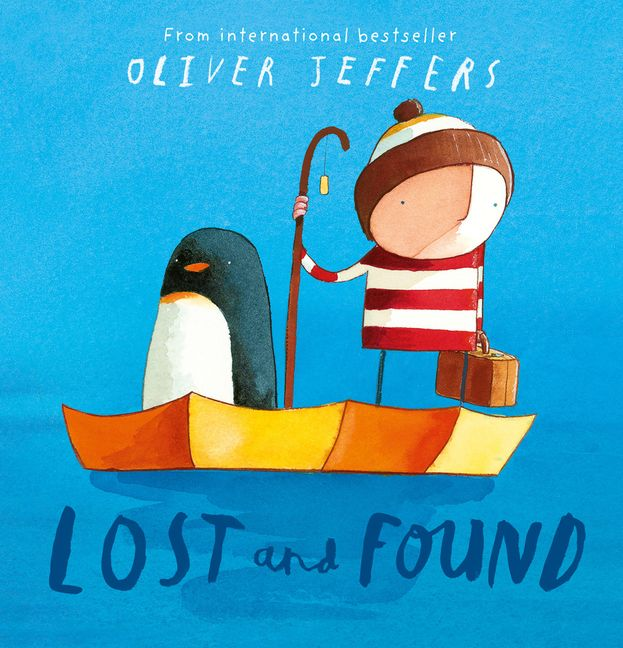 From international bestseller
OLIVER JEFFERS
LOST and FOUND